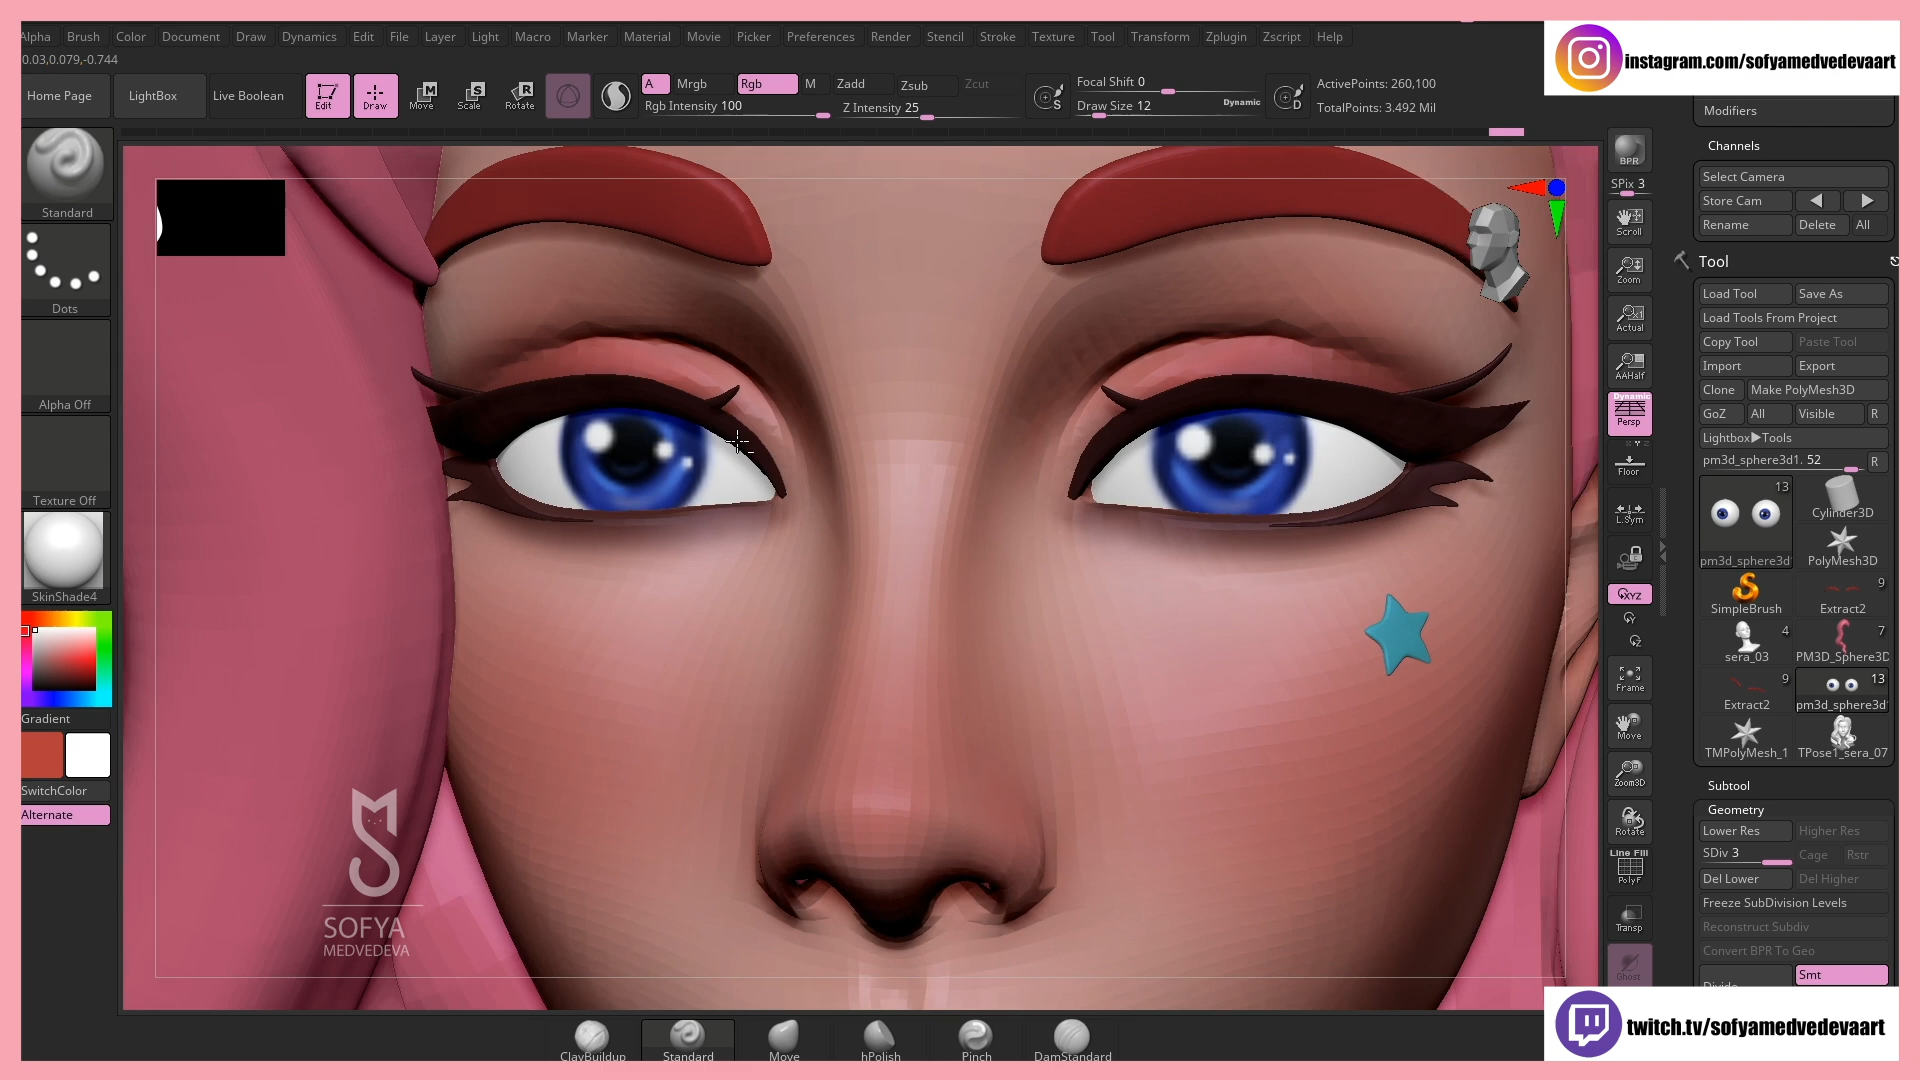 Alpha Brush Color Document Draw Dynamics Edit File Layer Light Macro Marker Material Movie Picker Preferences Render Stencil Stroke Texture Tool Transform Zplugin Zscript Help
0.03,0.079,-0.744
Home Page LightBox Live Boolean Edit Draw Move Scale Rotate
A Mrgb Rgb M Zadd Zsub Zcut
Rgb Intensity 100 Z Intensity 25
Focal Shift 0
Draw Size 12 Dynamic
ActivePoints: 260,100
TotalPoints: 3.492 Mil
instagram.com/sofyamedvedevaart
Standard
Dots
Alpha Off
Texture Off
SkinShade4
Gradient
SwitchColor
Alternate
SOFYA
MEDVEDEVA
BPR
SPix 3
Scroll
Zoom
Actual
AAHalf
Dynamic
Persp
Floor
L.Sym
XYZ
Frame
Move
Zoom3D
Rotate
Line Fill
PolyF
Transp
Ghost
Modifiers
Channels
Select Camera
Store Cam
Rename Delete All
Tool
Load Tool Save As
Load Tools From Project
Copy Tool Paste Tool
Import Export
Clone Make PolyMesh3D
GoZ All Visible R
Lightbox▶Tools
pm3d_sphere3d1. 52 R
13
pm3d_sphere3d Cylinder3D
PolyMesh3D
SimpleBrush 9 Extract2
4 sera_03 7 PM3D_Sphere3D
9 Extract2 13 pm3d_sphere3d
TMPolyMesh_1 TPose1_sera_07
Subtool
Geometry
Lower Res Higher Res
SDiv 3 Cage Rstr
Del Lower Del Higher
Freeze SubDivision Levels
Reconstruct Subdiv
Convert BPR To Geo
Divide Smt
twitch.tv/sofyamedvedevaart
ClayBuildup Standard Move hPolish Pinch DamStandard